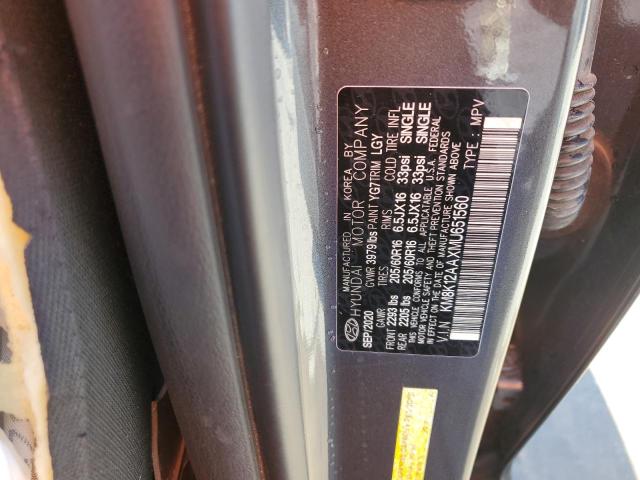 MANUFACTURED IN KOREA BY
HYUNDAI MOTOR COMPANY
SEP/2020 GVWR 3979 lbs PAINT YG7 TRIM LGY
GAWR TIRES RIMS COLD TIRE INFL
FRONT 2293 lbs 205/60R16 6.5JX16 33psi SINGLE
REAR 2205 lbs 205/60R16 6.5JX16 33psi SINGLE
THIS VEHICLE CONFORMS TO ALL APPLICABLE U.S.A. FEDERAL
MOTOR VEHICLE SAFETY AND THEFT PREVENTION STANDARDS
IN EFFECT ON THE DATE OF MANUFACTURE SHOWN ABOVE
V.I.N KM8K12AAXMU651560 TYPE : MPV